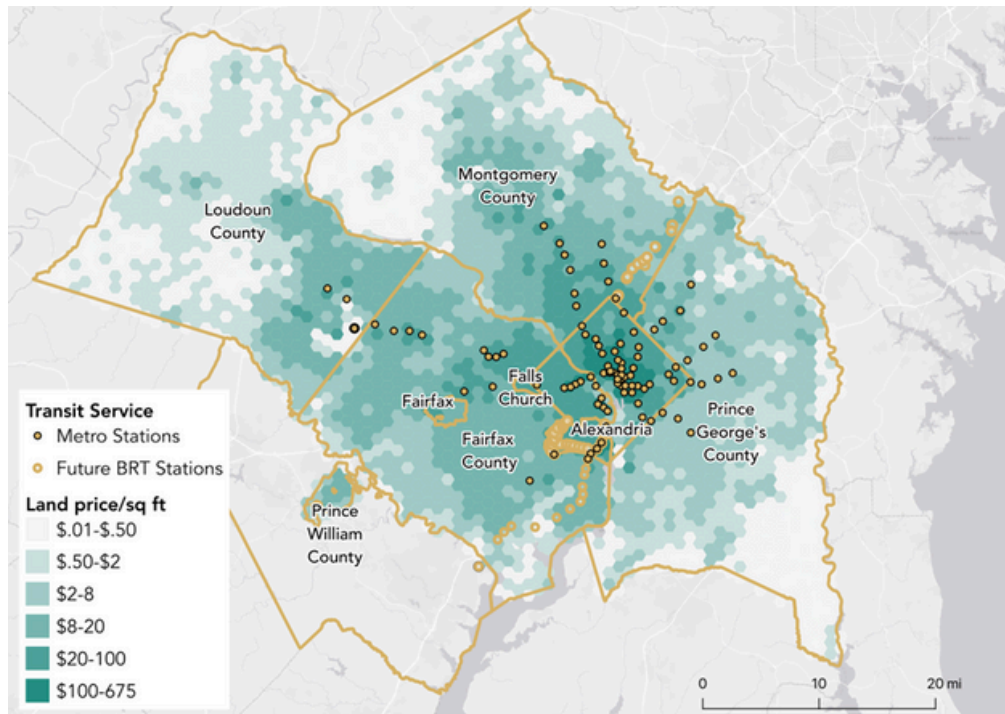 Montgomery
County
Loudoun
County
Falls
Church
Fairfax
Alexandria
Prince
George's
County
Fairfax
County
Prince
William
County
Transit Service
Metro Stations
Future BRT Stations
Land price/sq ft
$.01-$.50
$.50-$2
$2-8
$8-20
$20-100
$100-675
0 10 20 mi